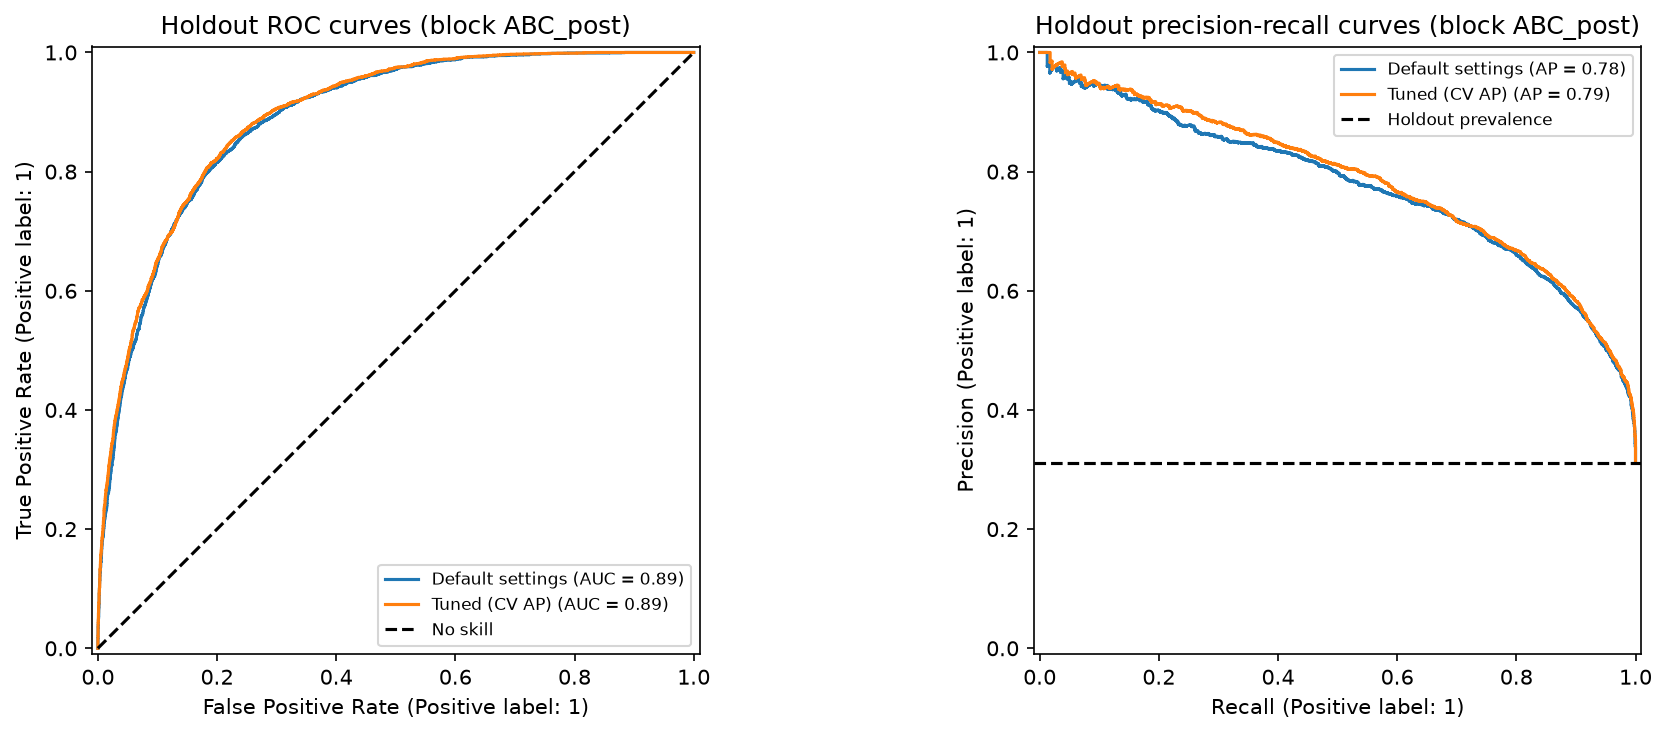 Holdout ROC curves (block ABC_post)
True Positive Rate (Positive label: 1)
1.0
0.8
0.6
0.4
0.2
0.0
Default settings (AUC = 0.89)
Tuned (CV AP) (AUC = 0.89)
No skill
0.0 0.2 0.4 0.6 0.8 1.0
False Positive Rate (Positive label: 1)
Holdout precision-recall curves (block ABC_post)
Precision (Positive label: 1)
1.0
0.8
0.6
0.4
0.2
0.0
Default settings (AP = 0.78)
Tuned (CV AP) (AP = 0.79)
Holdout prevalence
0.0 0.2 0.4 0.6 0.8 1.0
Recall (Positive label: 1)